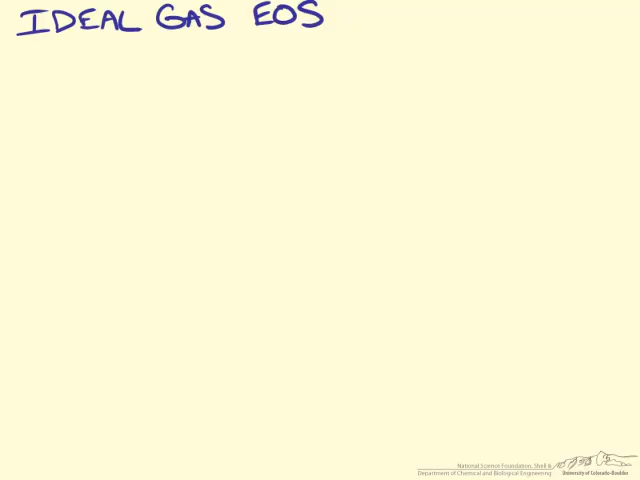 IDEAL GAS EOS
National Science Foundation, Shell &
Department of Chemical and Biological Engineering
University of Colorado-Boulder